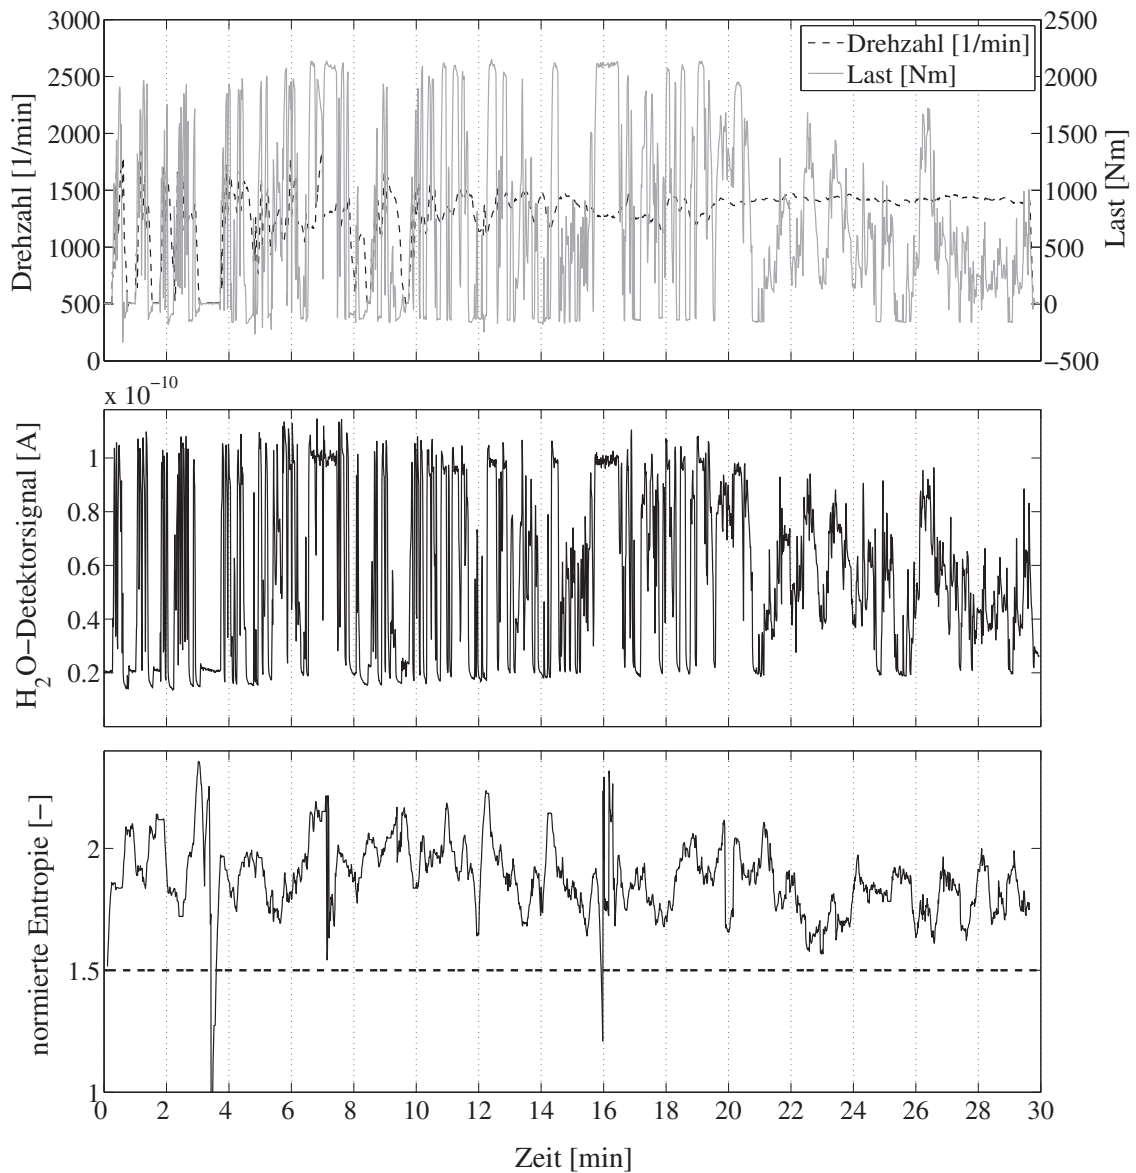 3000
2500
2000
1500
1000
500
0
Drehzahl [1/min]
2500
2000
1500
1000
500
0
−500
Last [Nm]
Drehzahl [1/min]
Last [Nm]
x 10−10
1
0.8
0.6
0.4
0.2
H2O−Detektorsignal [A]
2
1.5
1
normierte Entropie [−]
0 2 4 6 8 10 12 14 16 18 20 22 24 26 28 30
Zeit [min]